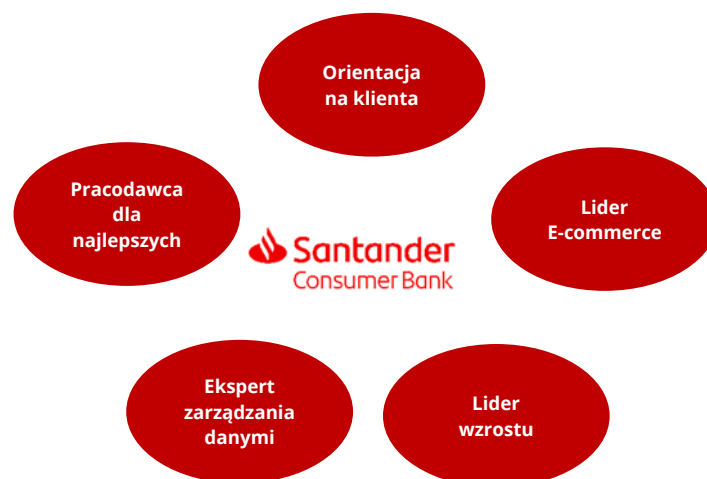 Orientacja
na klienta
Pracodawca
dla
najlepszych
Lider
E-commerce
Santander
Consumer Bank
Ekspert
zarządzania
danymi
Lider
wzrostu